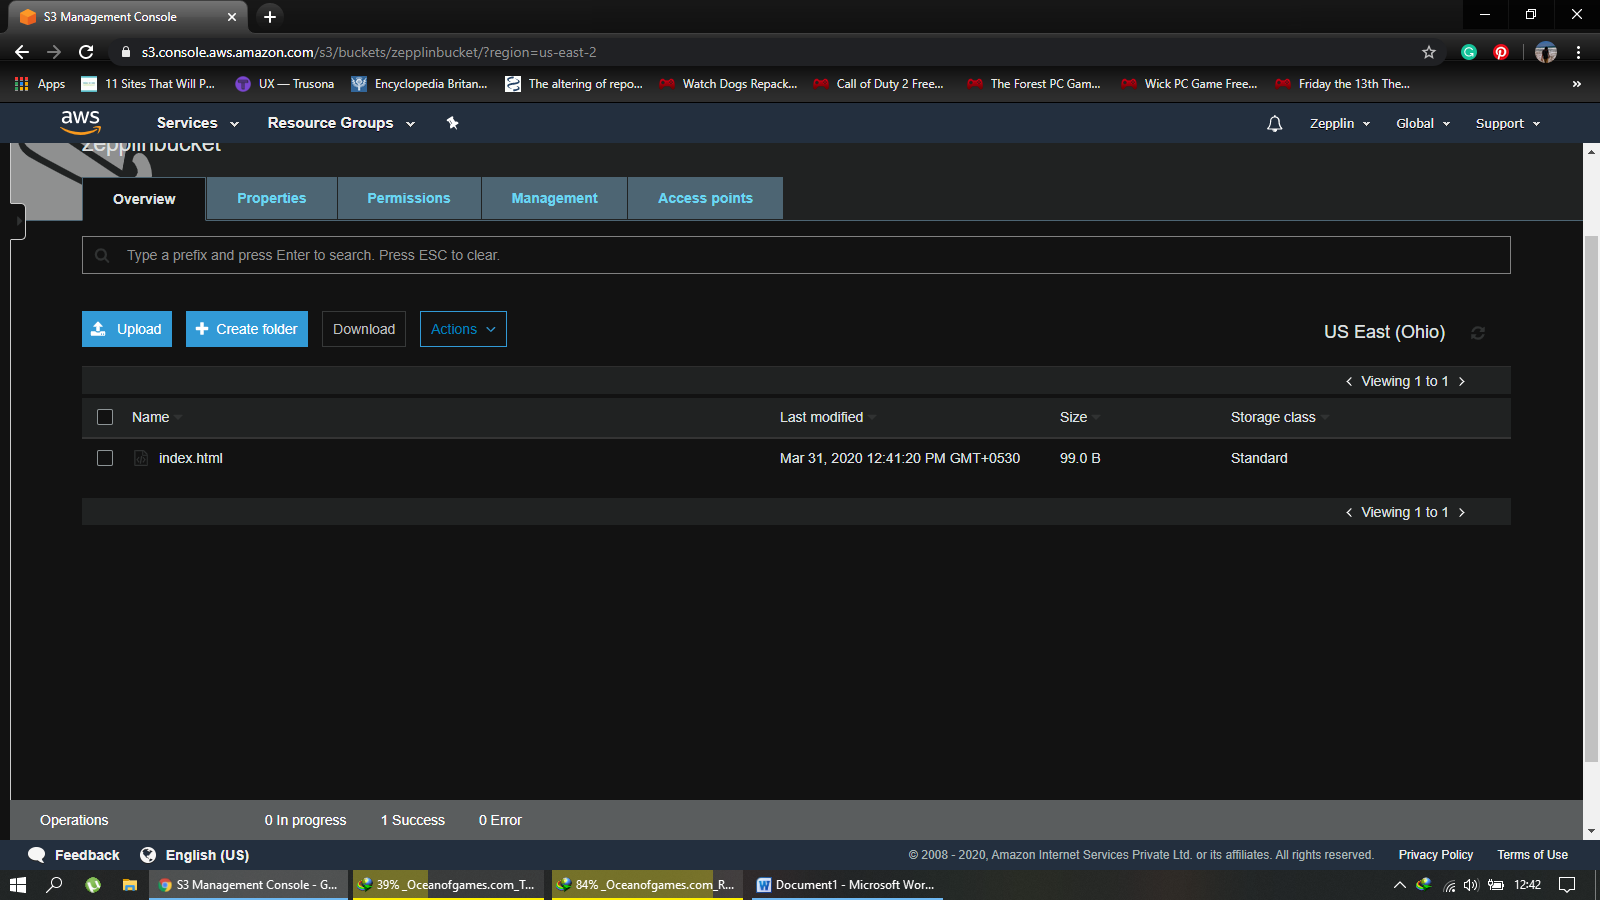 S3 Management Console
s3.console.aws.amazon.com/s3/buckets/zepplinbucket/?region=us-east-2
Apps 11 Sites That Will P... UX — Trusona Encyclopedia Britan... The altering of repo... Watch Dogs Repack... Call of Duty 2 Free... The Forest PC Gam... Wick PC Game Free... Friday the 13th The... »
aws Services Resource Groups Zepplin Global Support
zepplinbucket
Overview Properties Permissions Management Access points
Type a prefix and press Enter to search. Press ESC to clear.
Upload Create folder Download Actions US East (Ohio)
Viewing 1 to 1
Name Last modified Size Storage class
index.html Mar 31, 2020 12:41:20 PM GMT+0530 99.0 B Standard
Viewing 1 to 1
Operations 0 In progress 1 Success 0 Error
Feedback English (US) © 2008 - 2020, Amazon Internet Services Private Ltd. or its affiliates. All rights reserved. Privacy Policy Terms of Use
S3 Management Console - G... 39% _Oceanofgames.com_T... 84% _Oceanofgames.com_R... Document1 - Microsoft Wor... 12:42